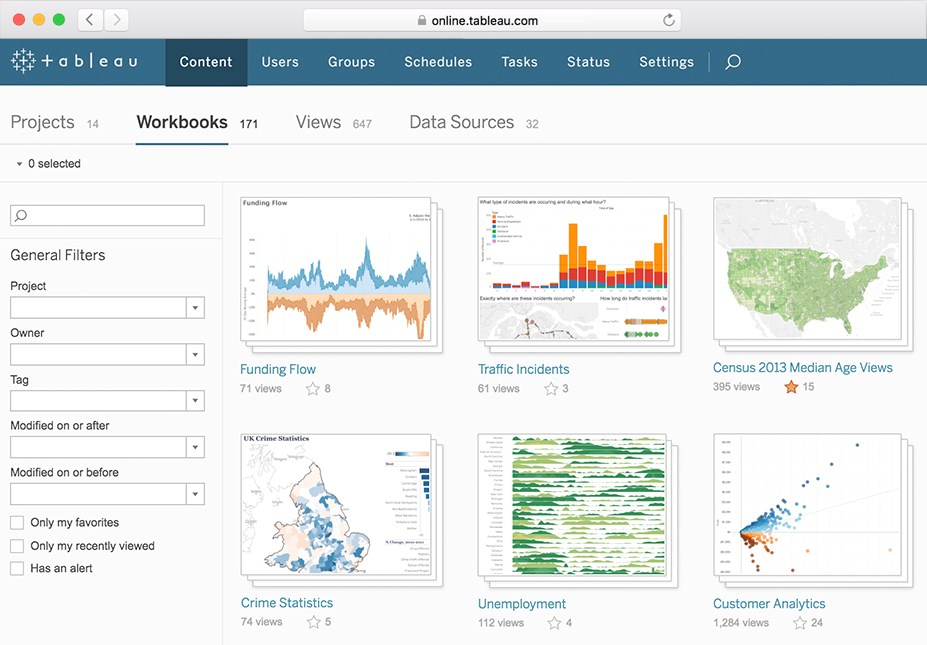 online.tableau.com
+ a b l e a u
Content Users Groups Schedules Tasks Status Settings
Projects 14 Workbooks 171 Views 647 Data Sources 32
0 selected
General Filters
Project
Owner
Tag
Modified on or after
Modified on or before
Only my favorites
Only my recently viewed
Has an alert
Funding Flow
Funding Flow
71 views 8
What type of incidents are occurring and during what hour?
Exactly where are these incidents occurring? How long do traffic incidents la
Traffic Incidents
61 views 3
Census 2013 Median Age Views
395 views 15
UK Crime Statistics
Crime Statistics
74 views 5
Unemployment
112 views 4
Customer Analytics
1,284 views 24